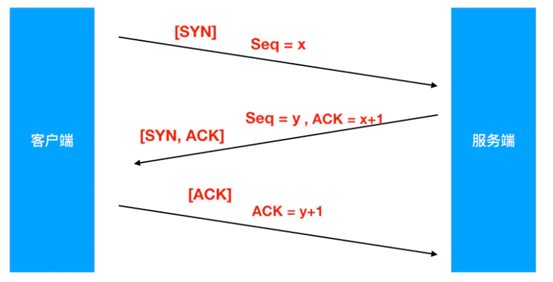 [SYN]
Seq = x
客户端
服务端
Seq = y , ACK = x+1
[SYN, ACK]
[ACK]
ACK = y+1